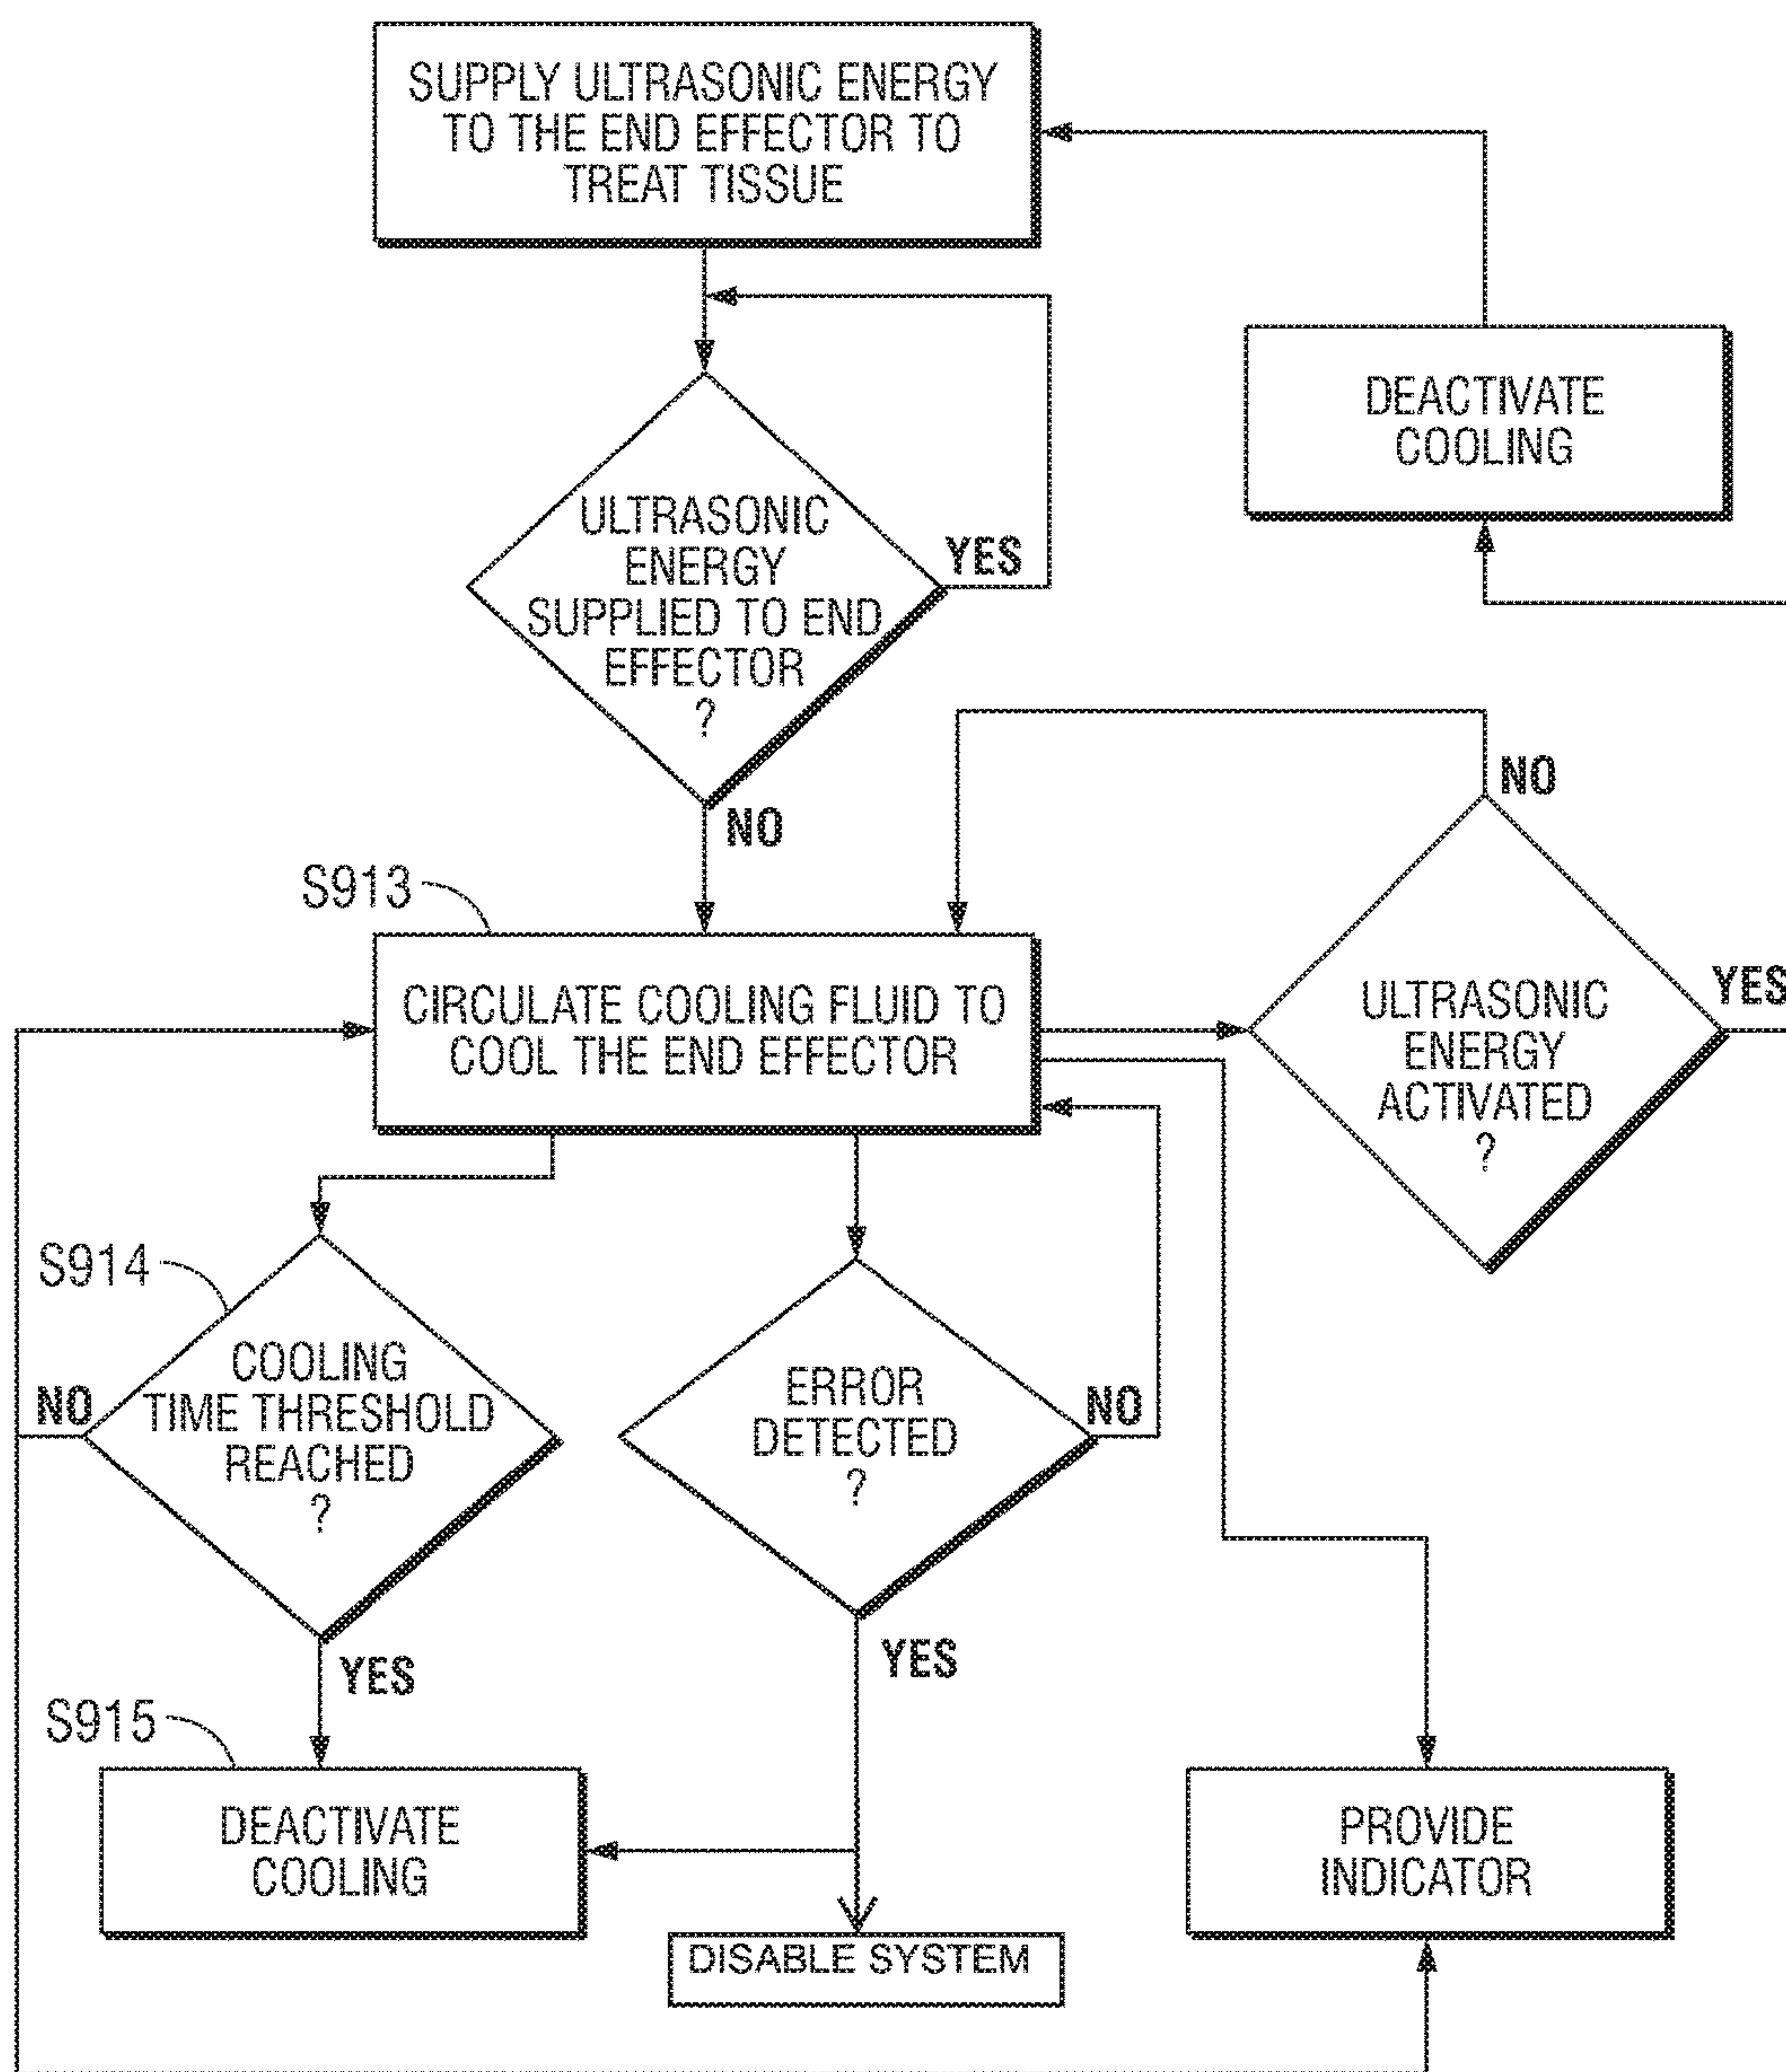 SUPPLY ULTRASONIC ENERGY
TO THE END EFFECTOR TO
TREAT TISSUE
DEACTIVATE
COOLING
ULTRASONIC
ENERGY
SUPPLIED TO END
EFFECTOR
?
YES
NO
NO
S913
CIRCULATE COOLING FLUID TO
COOL THE END EFFECTOR
ULTRASONIC
ENERGY
ACTIVATED
?
YES
S914
COOLING
TIME THRESHOLD
REACHED
?
NO
YES
ERROR
DETECTED
?
NO
YES
S915
DEACTIVATE
COOLING
DISABLE SYSTEM
PROVIDE
INDICATOR